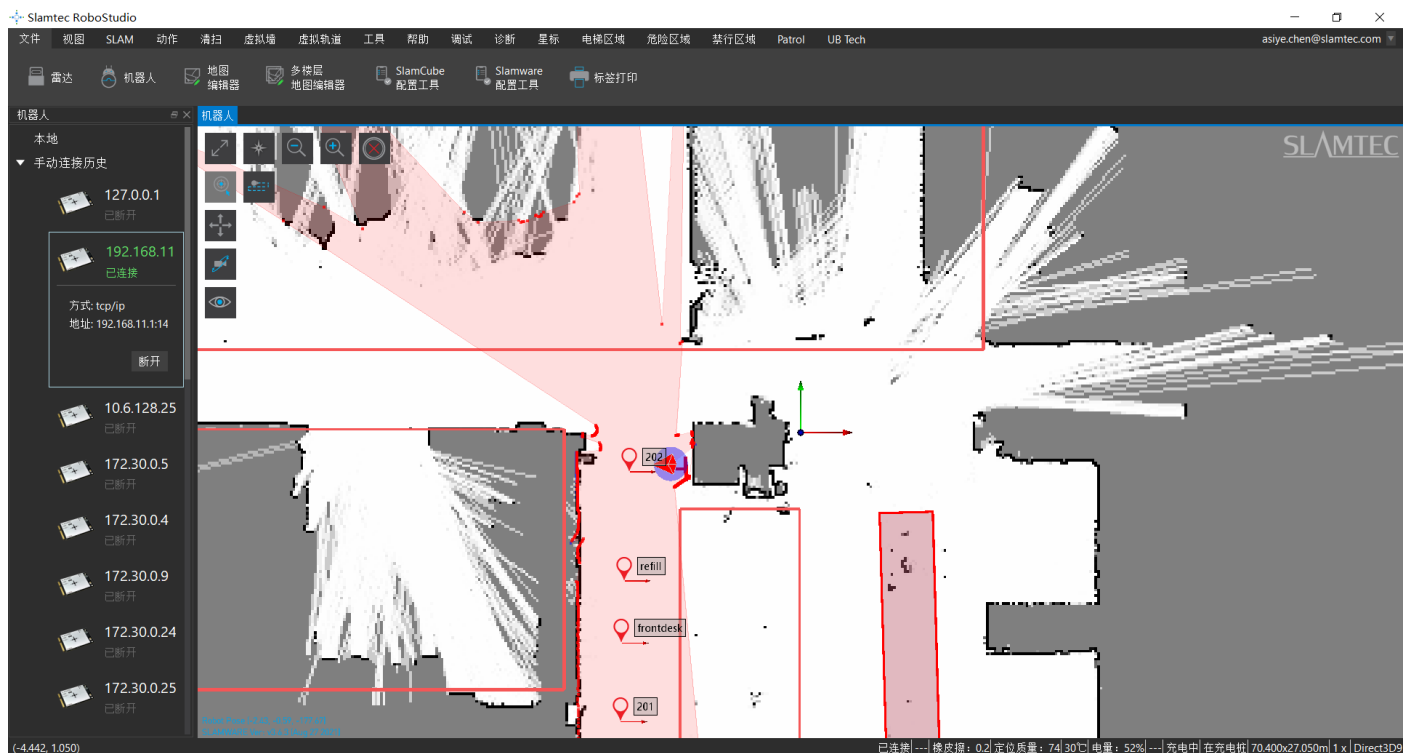 Slamtec RoboStudio
文件 视图 SLAM 动作 清扫 虚拟墙 虚拟轨道 工具 帮助 调试 诊断 星标 电梯区域 危险区域 禁行区域 Patrol UB Tech asiye.chen@slamtec.com
雷达 机器人 地图 编辑器 多楼层 地图编辑器 SlamCube 配置工具 Slamware 配置工具 标签打印
机器人
机器人
本地
手动连接历史
127.0.0.1
已断开
192.168.11
已连接
方式: tcp/ip
地址: 192.168.11.1:14
断开
10.6.128.25
已断开
172.30.0.5
已断开
172.30.0.4
已断开
172.30.0.9
已断开
172.30.0.24
已断开
172.30.0.25
已断开
SLAMTEC
202
refill
frontdesk
201
(-4.442, 1.050)
已连接 --- 橡皮擦: 0.2 定位质量: 74 30℃ 电量: 52% --- 充电中 在充电桩 70.400x27.050m 1 x Direct3D9